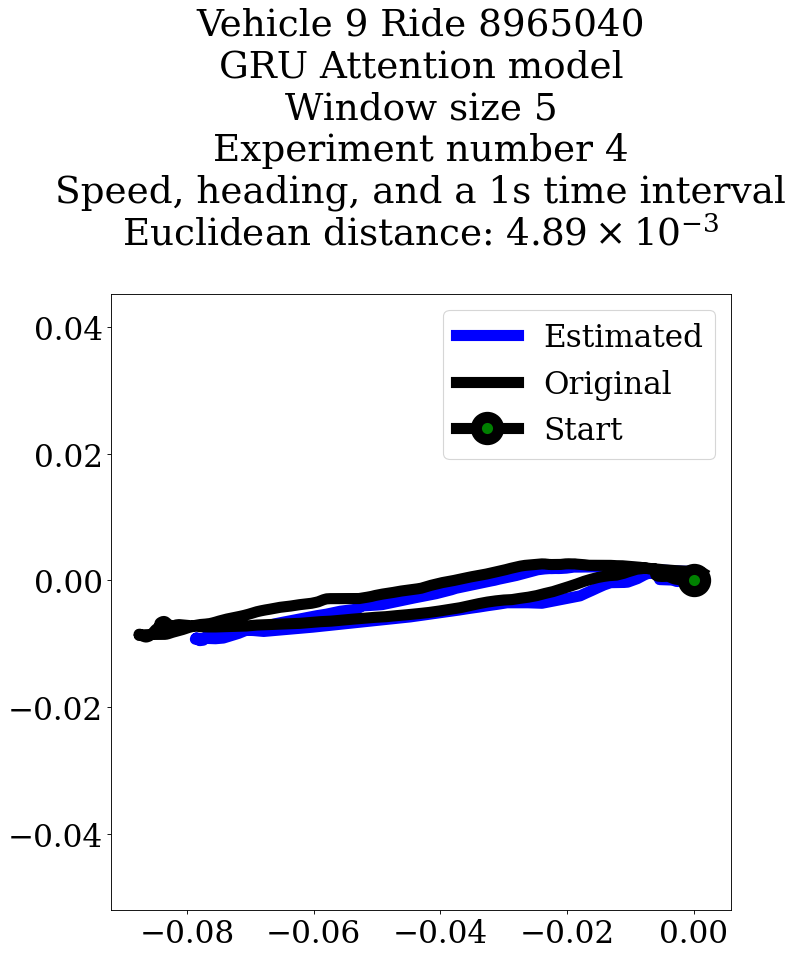 Vehicle 9 Ride 8965040
GRU Attention model
Window size 5
Experiment number 4
Speed, heading, and a 1s time interval
Euclidean distance: 4.89 × 10⁻³
Estimated
Original
Start
0.04
0.02
0.00
−0.02
−0.04
−0.08
−0.06
−0.04
−0.02
0.00